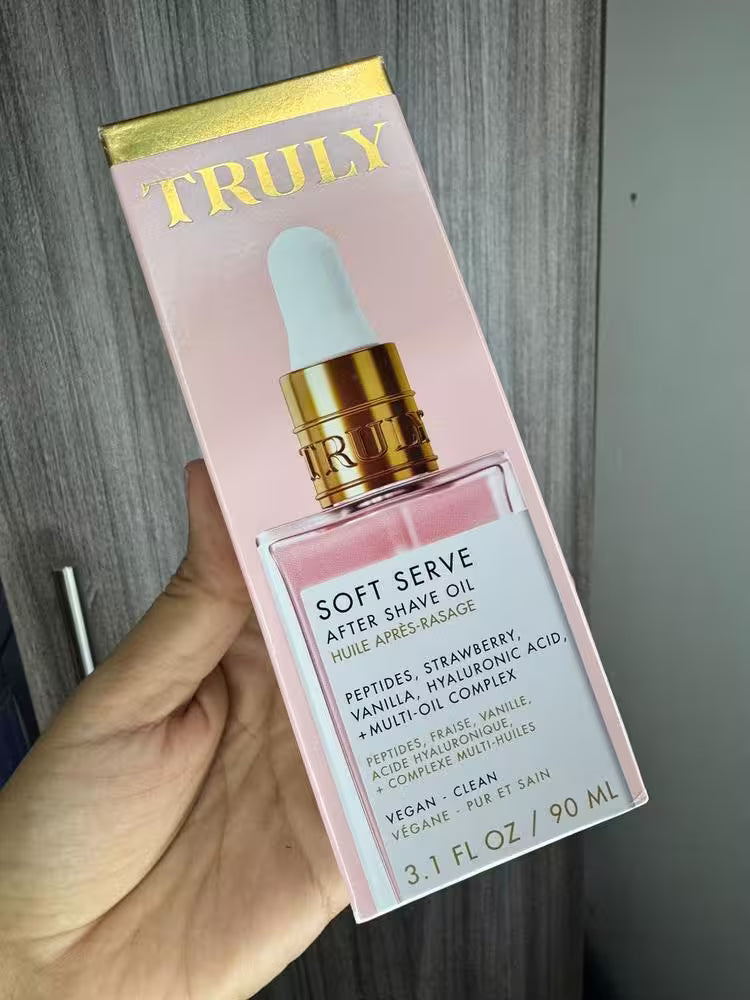 TRULY
TRULY
SOFT SERVE
AFTER SHAVE OIL
HUILE APRÈS-RASAGE
PEPTIDES, STRAWBERRY,
VANILLA, HYALURONIC ACID,
+MULTI-OIL COMPLEX
PEPTIDES, FRAISE, VANILLE,
ACIDE HYALURONIQUE,
+ COMPLEXE MULTI-HUILES
VEGAN - CLEAN
VÉGANE - PUR ET SAIN
3.1 FL OZ / 90 ML